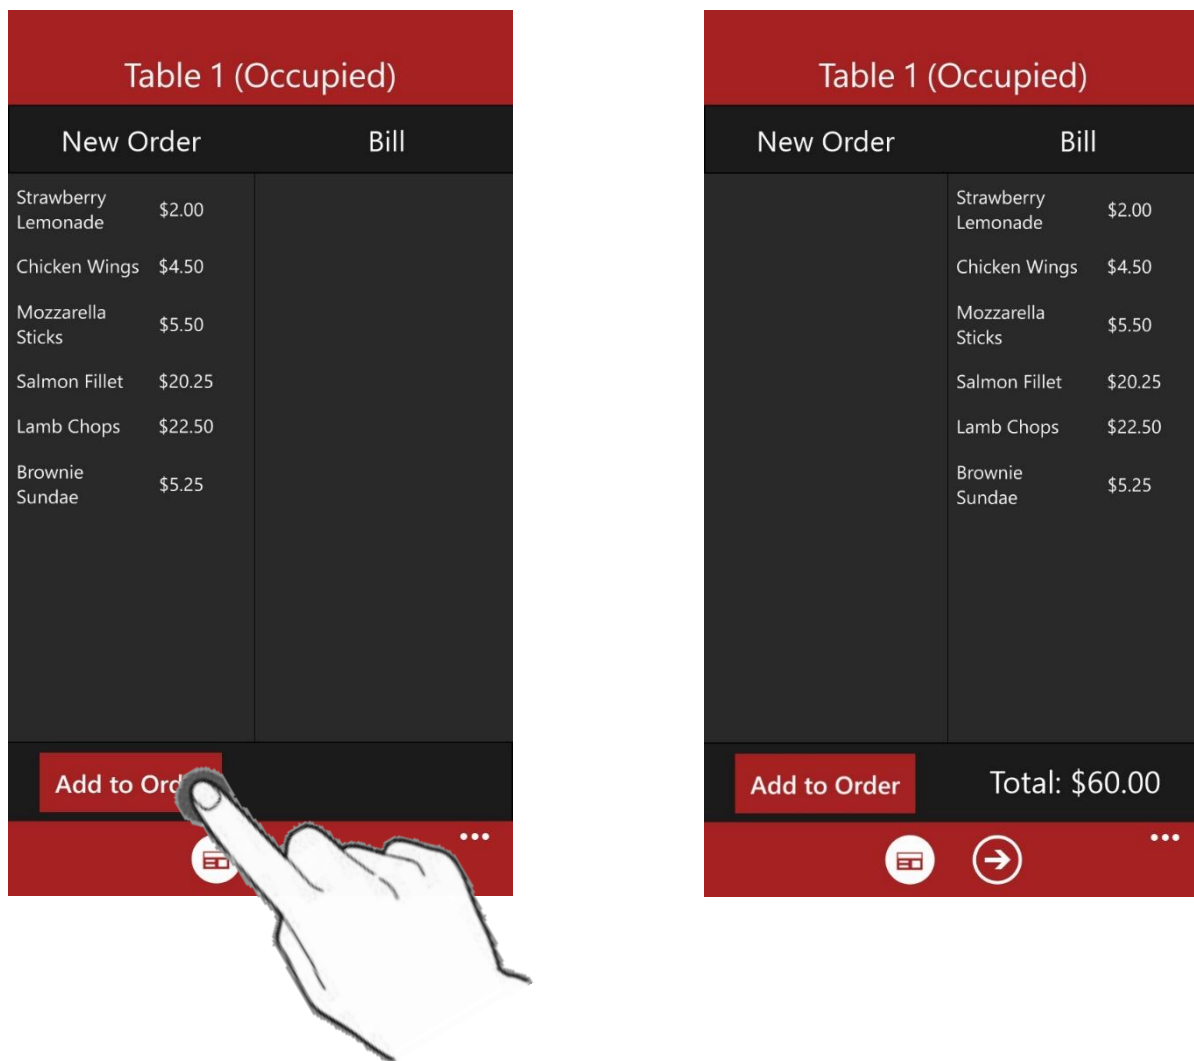 Table 1 (Occupied)
New Order
Bill
Strawberry
Lemonade
$2.00
Chicken Wings
$4.50
Mozzarella
Sticks
$5.50
Salmon Fillet
$20.25
Lamb Chops
$22.50
Brownie
Sundae
$5.25
Add to Ord
Table 1 (Occupied)
New Order
Bill
Strawberry
Lemonade
$2.00
Chicken Wings
$4.50
Mozzarella
Sticks
$5.50
Salmon Fillet
$20.25
Lamb Chops
$22.50
Brownie
Sundae
$5.25
Add to Order
Total: $60.00